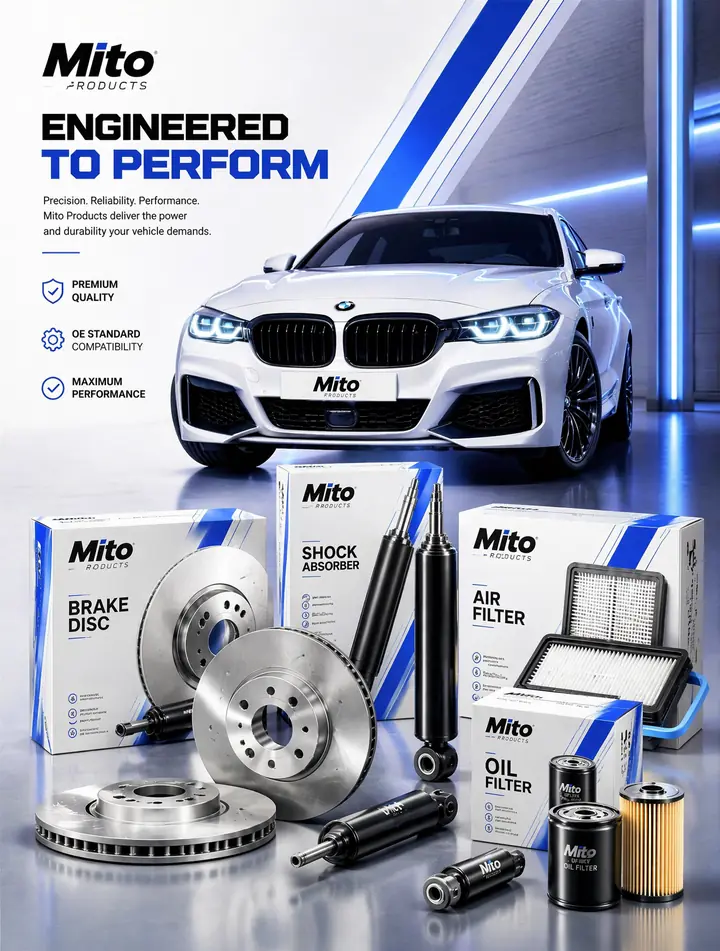 Mito
PRODUCTS
ENGINEERED
TO PERFORM
Precision. Reliability. Performance.
Mito Products deliver the power
and durability your vehicle demands.
PREMIUM
QUALITY
OE STANDARD
COMPATIBILITY
MAXIMUM
PERFORMANCE
Mito
PRODUCTS
Mito
PRODUCTS
SHOCK
ABSORBER
Mito
PRODUCTS
BRAKE
DISC
Mito
PRODUCTS
AIR
FILTER
Mito
PRODUCTS
OIL
FILTER
Mito
Mito
OIL FILTER
Mito